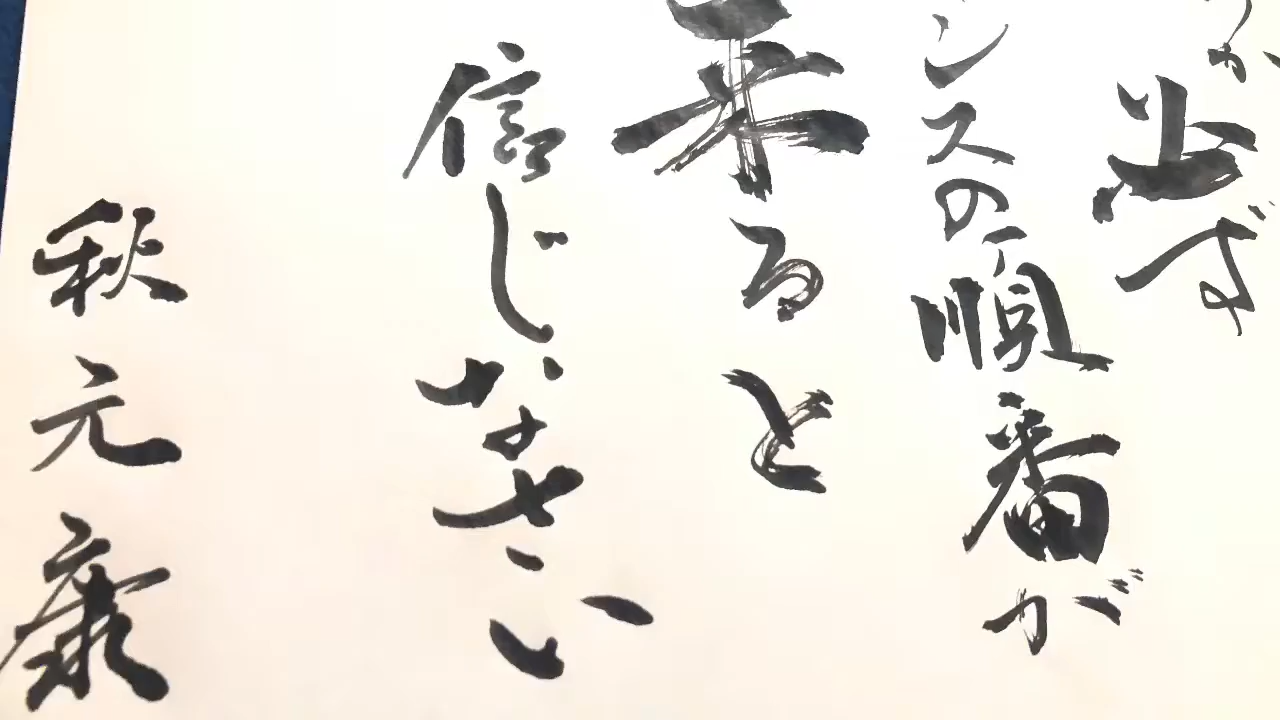 必ず
ンスの順番が
来ると
信じなさい
秋元康